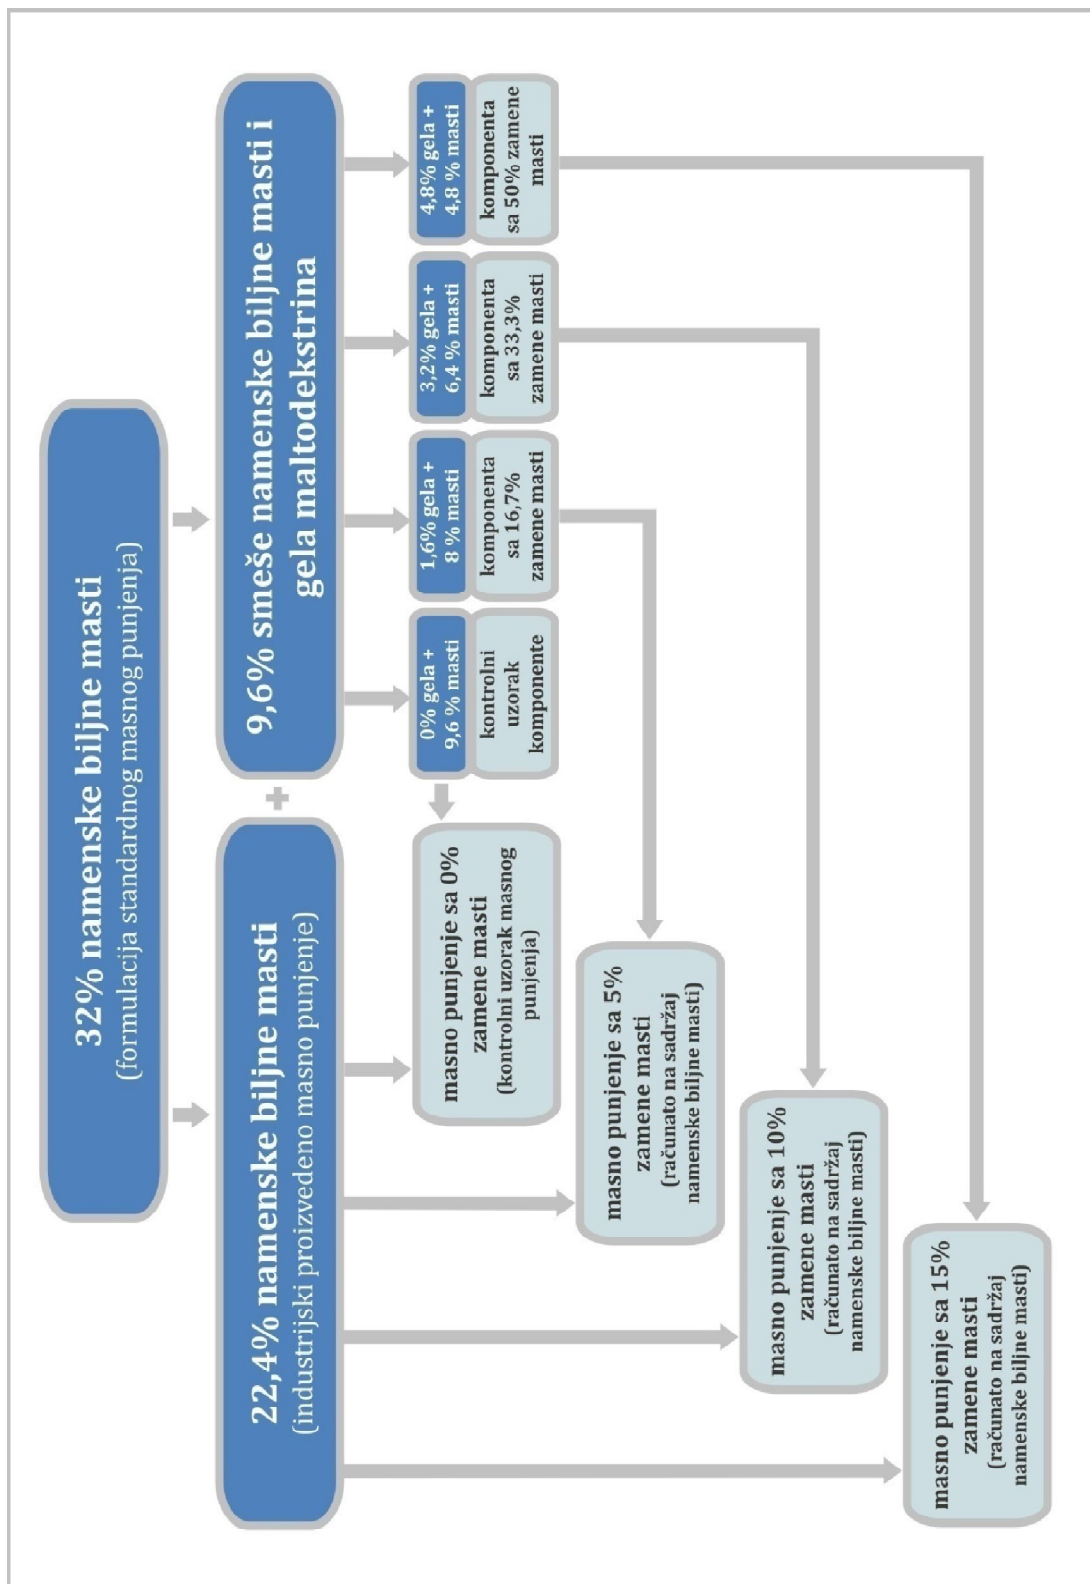 32% namenske biljne masti
(formulacija standardnog masnog punjenja)
22,4% namenske biljne masti
(industrijski proizvedeno masno punjenje)
+
9,6% smeše namenske biljne masti i
gela maltodekstrina
0% gela +
9,6 % masti
kontrolni
uzorak
komponente
1,6% gela +
8 % masti
komponenta
sa 16,7%
zamene masti
3,2% gela +
6,4 % masti
komponenta
sa 33,3%
zamene masti
4,8% gela +
4,8 % masti
komponenta
sa 50% zamene
masti
masno punjenje sa 0%
zamene masti
(kontrolni uzorak masnog
punjenja)
masno punjenje sa 5%
zamene masti
(računato na sadržaj
namenske biljne masti)
masno punjenje sa 10%
zamene masti
(računato na sadržaj
namenske biljne masti)
masno punjenje sa 15%
zamene masti
(računato na sadržaj
namenske biljne masti)